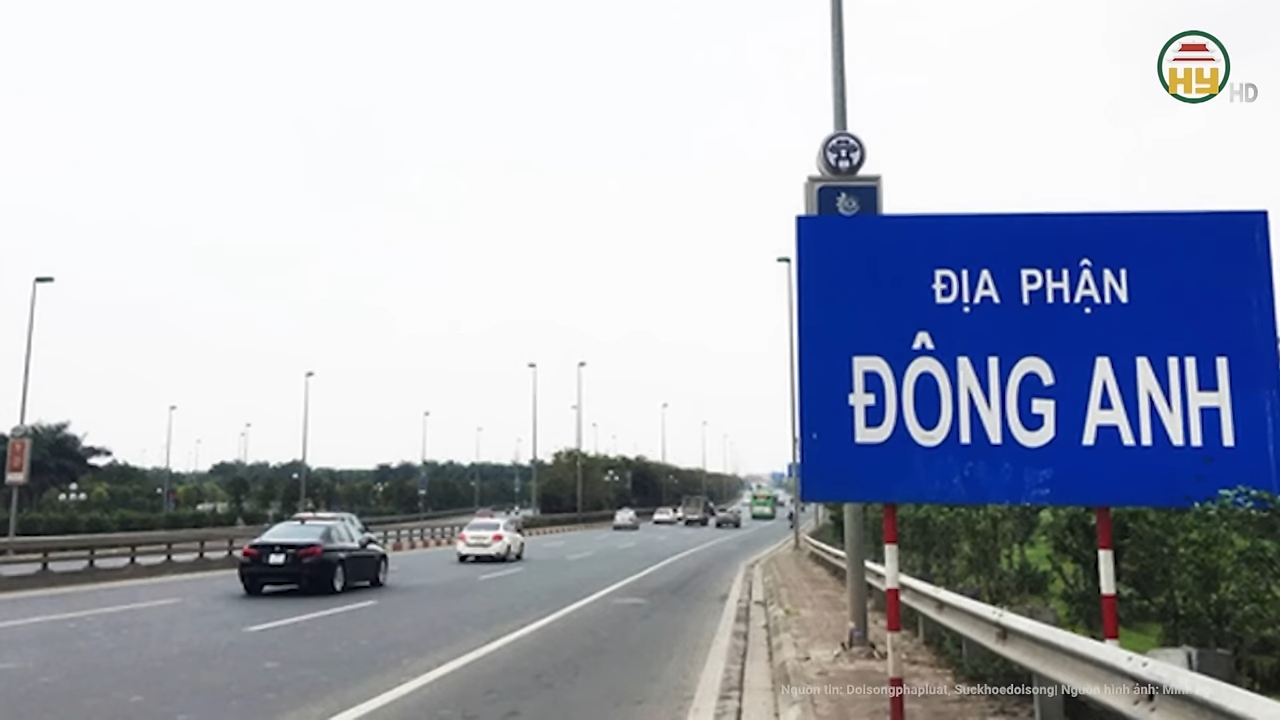 HY
HD
ĐỊA PHẬN
ĐÔNG ANH
Nguồn tin: Doisongphapluat, Suckhoedoisong| Nguồn hình ảnh: